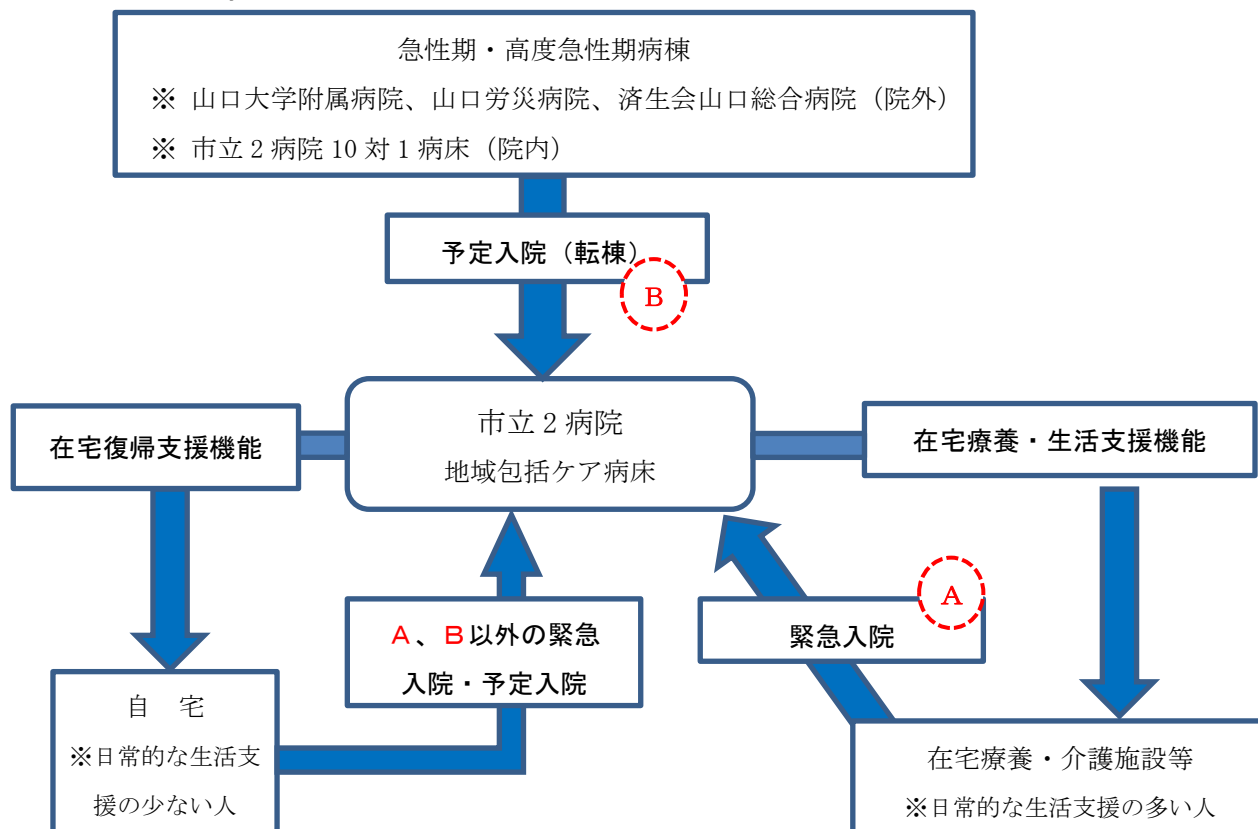 急性期・高度急性期病棟
※ 山口大学附属病院、山口労災病院、済生会山口総合病院（院外）
※ 市立２病院 10 対１病床（院内）
予定入院（転棟）
B
市立２病院
地域包括ケア病床
在宅復帰支援機能
在宅療養・生活支援機能
A
A、B以外の緊急
入院・予定入院
緊急入院
自　宅
※日常的な生活支
援の少ない人
在宅療養・介護施設等
※日常的な生活支援の多い人